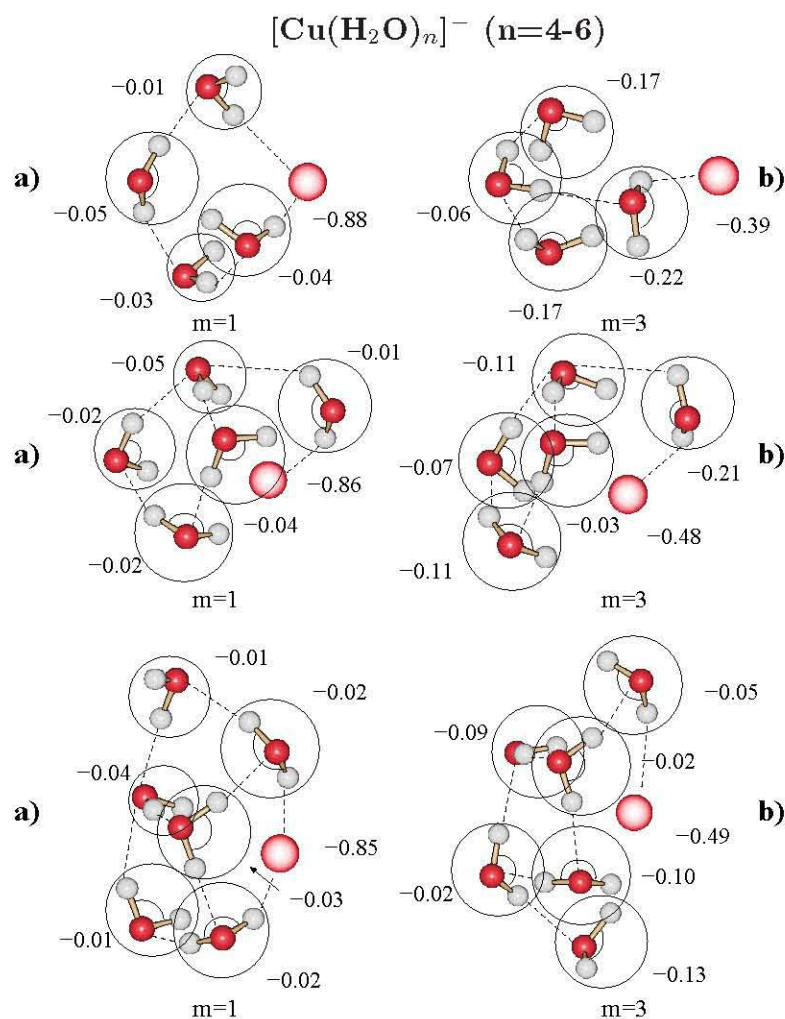 [Cu(H₂O)ₙ]⁻ (n=4-6)
−0.01
−0.17
a)
b)
−0.05
−0.88
−0.06
−0.39
−0.03
−0.04
−0.22
−0.17
m=1
m=3
−0.05
−0.01
−0.11
−0.02
a)
b)
−0.86
−0.07
−0.21
−0.04
−0.03
−0.48
−0.02
−0.11
m=1
m=3
−0.01
−0.02
−0.05
−0.09
−0.04
−0.02
a)
b)
−0.85
−0.49
−0.03
−0.10
−0.01
−0.02
−0.02
−0.13
m=1
m=3